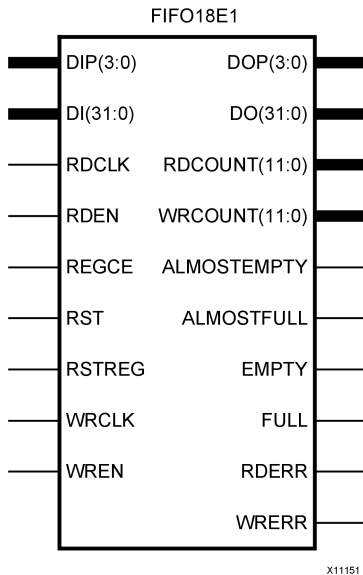 FIFO18E1
DIP(3:0) DOP(3:0)
DI(31:0) DO(31:0)
RDCLK RDCOUNT(11:0)
RDEN WRCOUNT(11:0)
REGCE ALMOSTEMPTY
RST ALMOSTFULL
RSTREG EMPTY
WRCLK FULL
WREN RDERR
WRERR
X11151